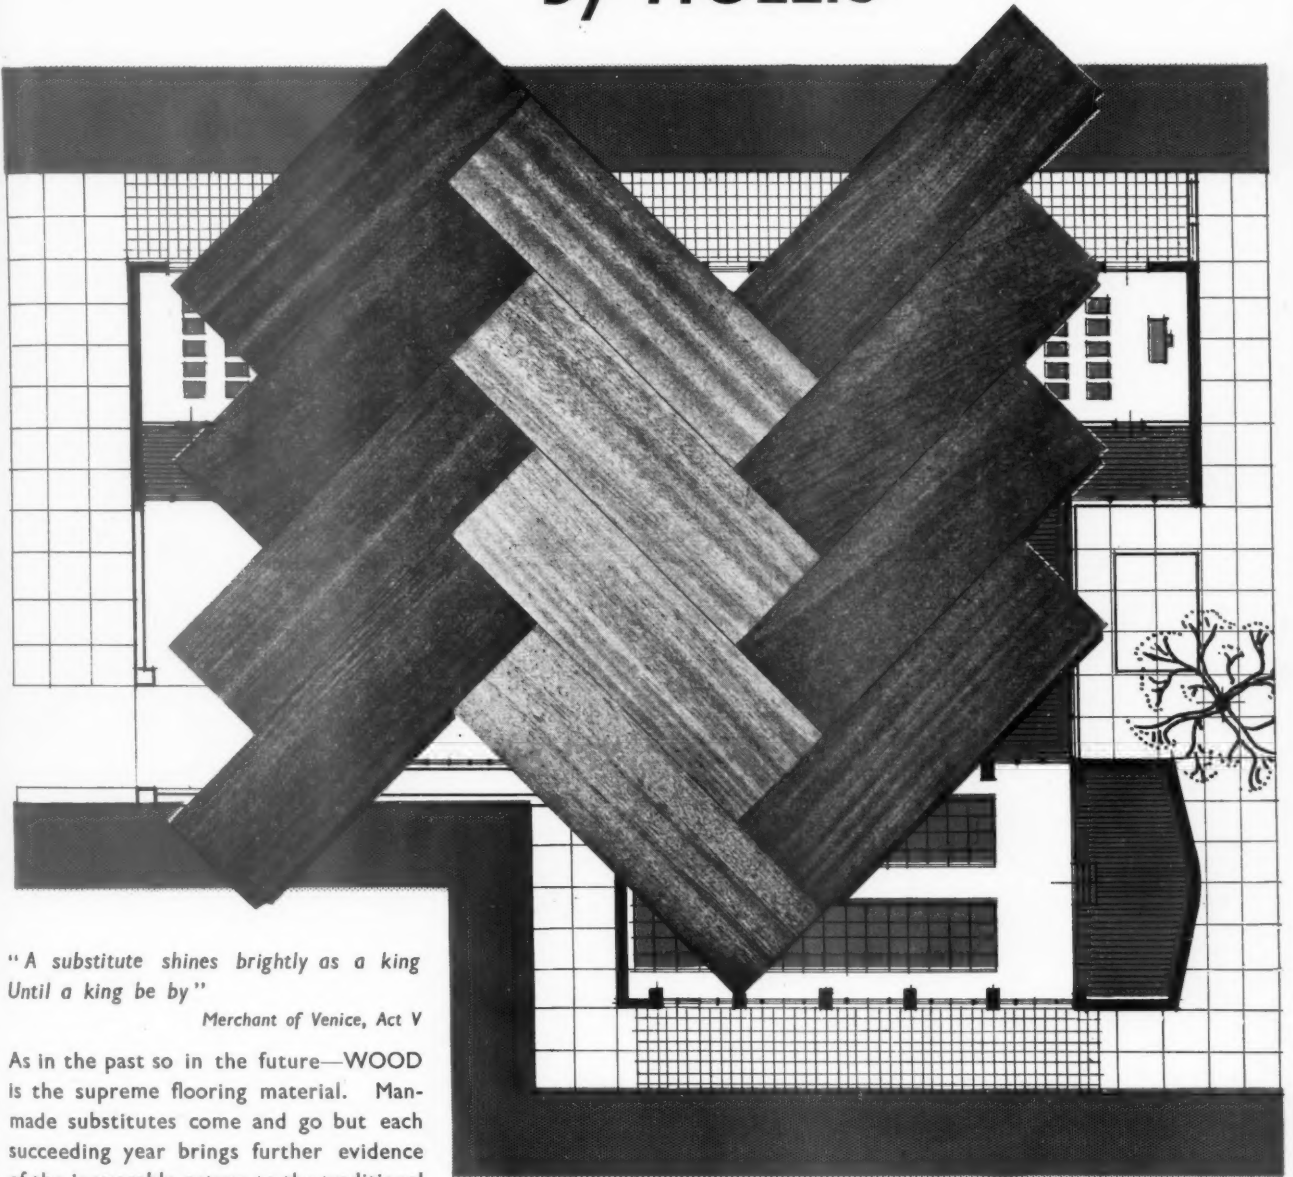 by HOLLIS
"A substitute shines brightly as a king
Until a king be by"
Merchant of Venice, Act V
As in the past so in the future—WOOD
is the supreme flooring material. Man-
made substitutes come and go but each
succeeding year brings further evidence